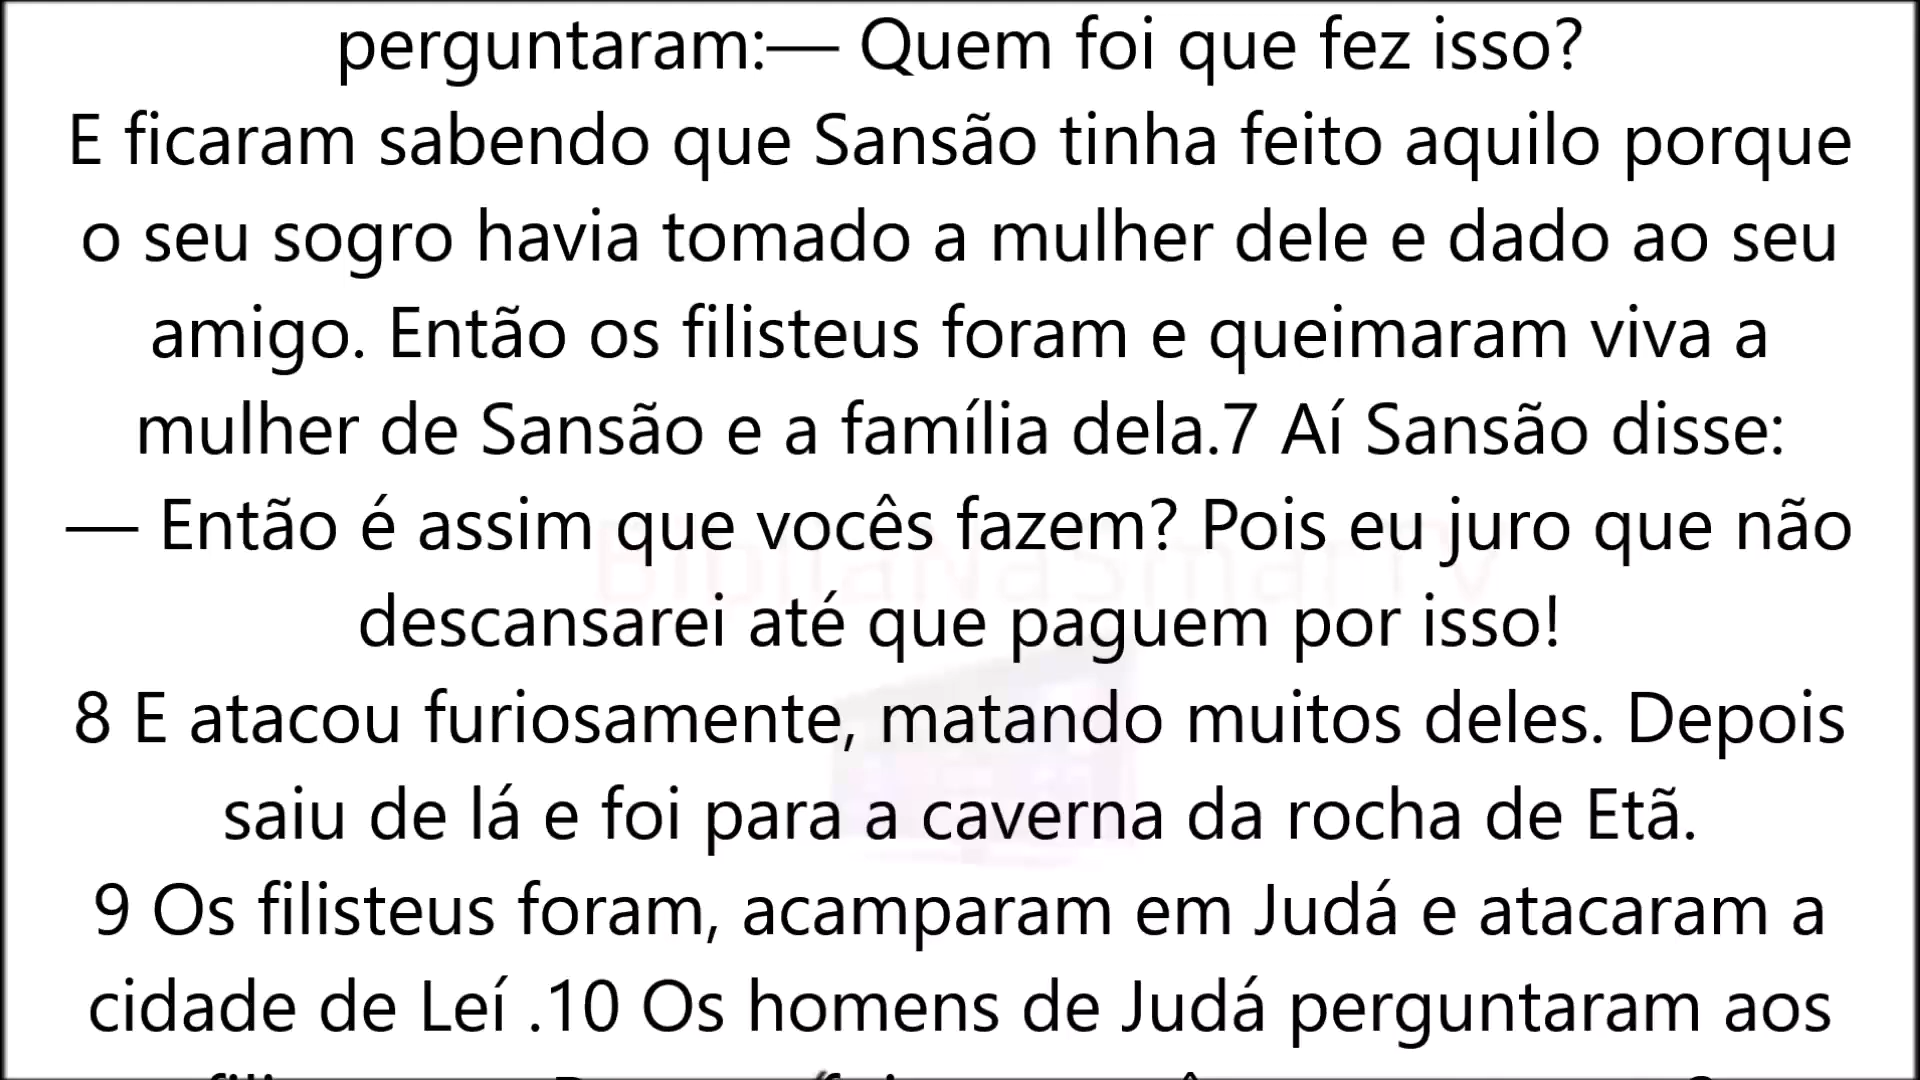 perguntaram:— Quem foi que fez isso?
E ficaram sabendo que Sansão tinha feito aquilo porque
o seu sogro havia tomado a mulher dele e dado ao seu
amigo. Então os filisteus foram e queimaram viva a
mulher de Sansão e a família dela.7 Aí Sansão disse:
— Então é assim que vocês fazem? Pois eu juro que não
descansarei até que paguem por isso!
8 E atacou furiosamente, matando muitos deles. Depois
saiu de lá e foi para a caverna da rocha de Etã.
9 Os filisteus foram, acamparam em Judá e atacaram a
cidade de Leí .10 Os homens de Judá perguntaram aos